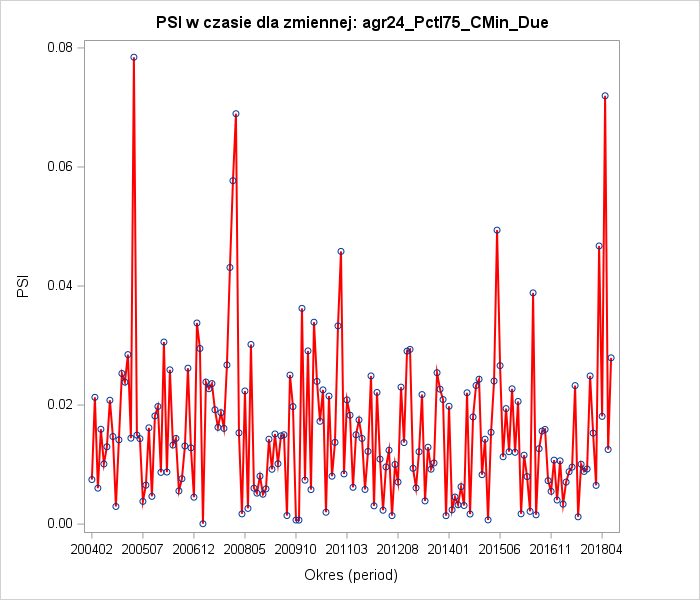 PSI w czasie dla zmiennej: agr24_Pctl75_CMin_Due
0.08
0.06
0.04
0.02
0.00
PSI
200402 200507 200612 200805 200910 201103 201208 201401 201506 201611 201804
Okres (period)